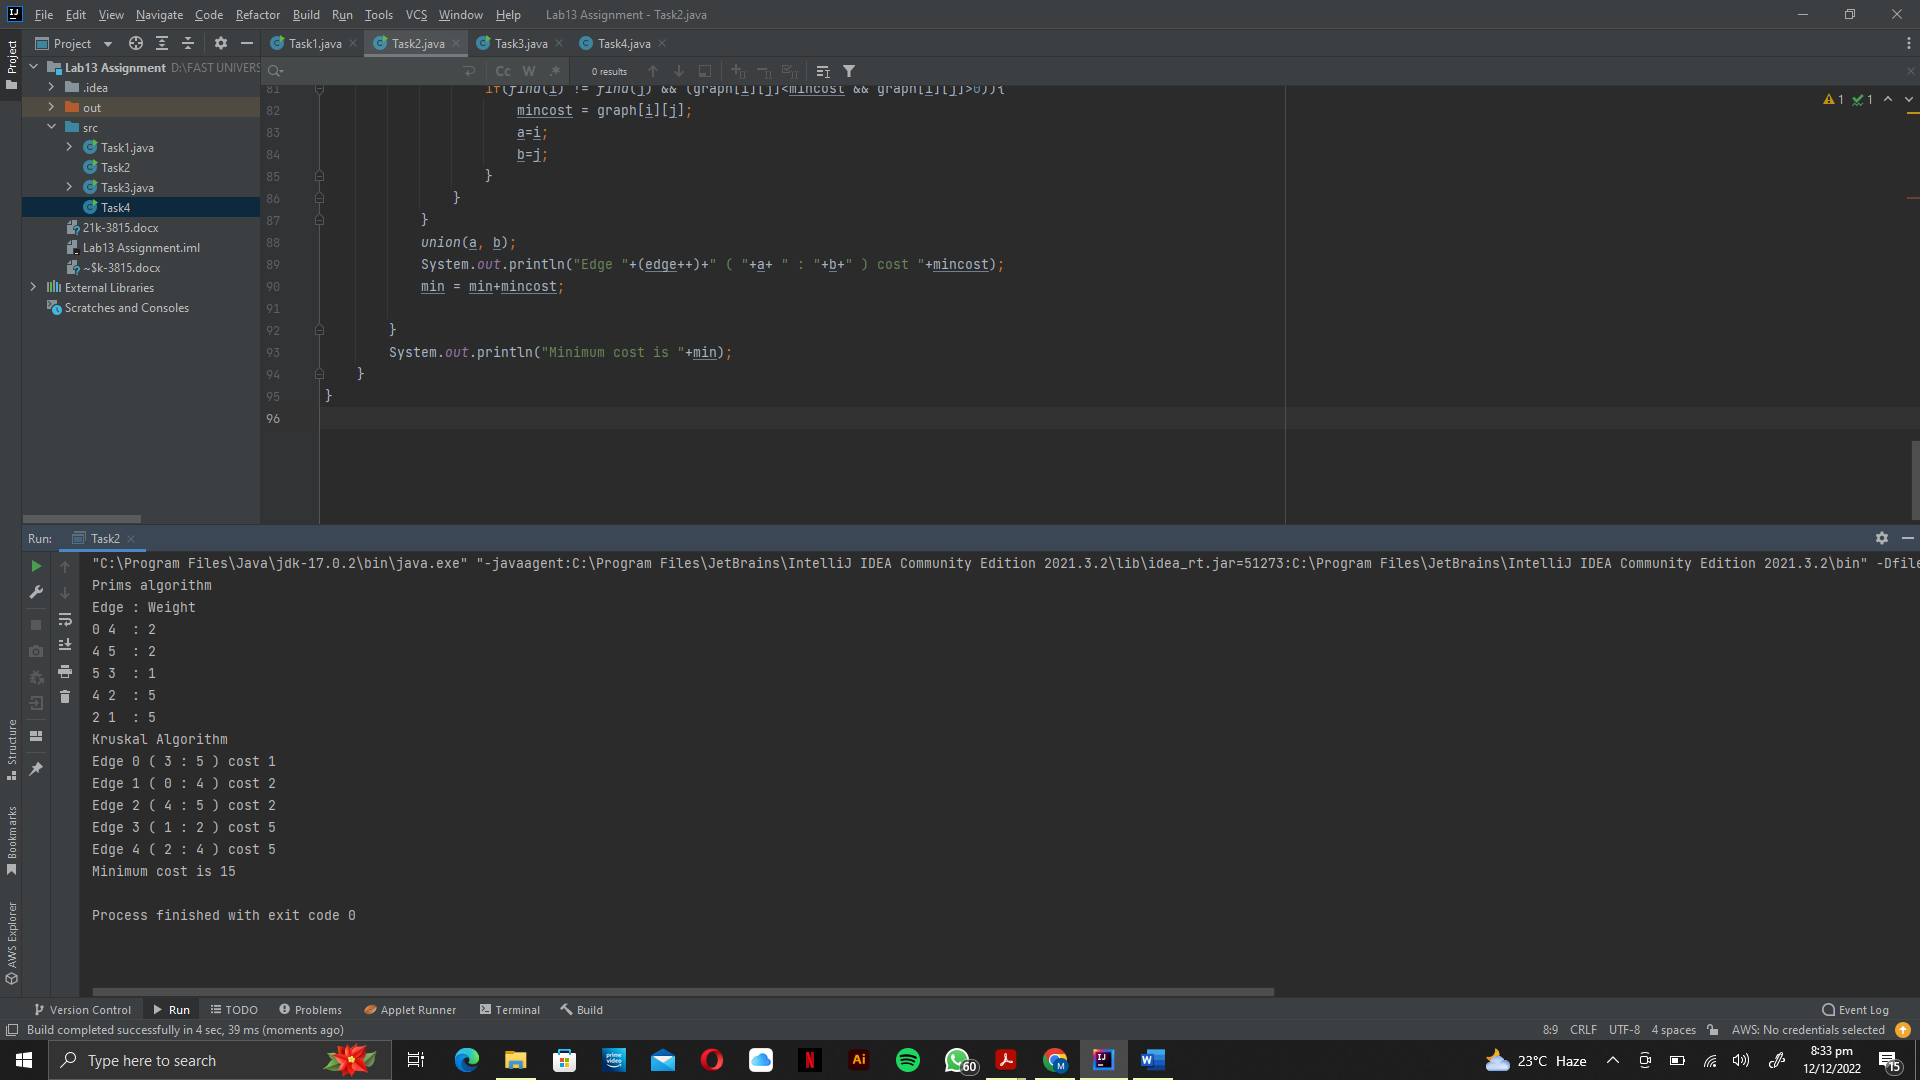 File Edit View Navigate Code Refactor Build Run Tools VCS Window Help Lab13 Assignment - Task2.java
Project Task1.java Task2.java Task3.java Task4.java
Project
Lab13 Assignment D:\FAST UNIVERS
Cc W .* 0 results
.idea
out
src
Task1.java
Task2
Task3.java
Task4
21k-3815.docx
Lab13 Assignment.iml
~$k-3815.docx
External Libraries
Scratches and Consoles
81 if(find(i) != find(j) && (graph[i][j]<mincost && graph[i][j]>0)){
82 mincost = graph[i][j];
83 a=i;
84 b=j;
85 }
86 }
87 }
88 union(a, b);
89 System.out.println("Edge "+(edge++)+" ( "+a+ " : "+b+" ) cost "+mincost);
90 min = min+mincost;
91
92 }
93 System.out.println("Minimum cost is "+min);
94 }
95 }
96
1 1
Run: Task2
"C:\Program Files\Java\jdk-17.0.2\bin\java.exe" "-javaagent:C:\Program Files\JetBrains\IntelliJ IDEA Community Edition 2021.3.2\lib\idea_rt.jar=51273:C:\Program Files\JetBrains\IntelliJ IDEA Community Edition 2021.3.2\bin" -Dfile
Prims algorithm
Edge : Weight
0 4  : 2
4 5  : 2
5 3  : 1
4 2  : 5
2 1  : 5
Kruskal Algorithm
Edge 0 ( 3 : 5 ) cost 1
Edge 1 ( 0 : 4 ) cost 2
Edge 2 ( 4 : 5 ) cost 2
Edge 3 ( 1 : 2 ) cost 5
Edge 4 ( 2 : 4 ) cost 5
Minimum cost is 15
Process finished with exit code 0
Structure
Bookmarks
AWS Explorer
Version Control Run TODO Problems Applet Runner Terminal Build Event Log
Build completed successfully in 4 sec, 39 ms (moments ago) 8:9 CRLF UTF-8 4 spaces AWS: No credentials selected
Type here to search prime video N Ai 60 M IJ W 23°C Haze 8:33 pm
12/12/2022 15